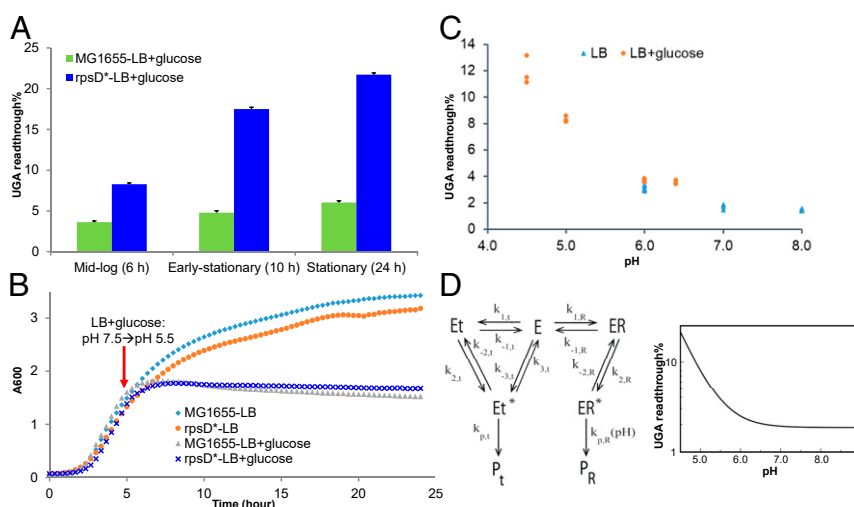 A
MG1655-LB+glucose
rpsD*-LB+glucose
UGA readthrough%
25
20
15
10
5
0
Mid-log (6 h) Early-stationary (10 h) Stationary (24 h)
B
LB+glucose:
pH 7.5→pH 5.5
A600
3
2
1
0
MG1655-LB
rpsD*-LB
MG1655-LB+glucose
rpsD*-LB+glucose
0 5 10 15 20 25
Time (hour)
C
LB LB+glucose
UGA readthrough%
14
12
10
8
6
4
2
0
4.0 5.0 6.0 7.0 8.0
pH
D
k1,t k1,R
Et E ER
k-1,t k-1,R
k-2,t k-3,t k-2,R
k2,t k3,t k2,R
Et* ER*
kp,t kp,R(pH)
Pt PR
UGA readthrough%
10
1
5.0 6.0 7.0 8.0
pH